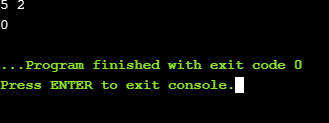 5 2
0
...Program finished with exit code 0
Press ENTER to exit console.